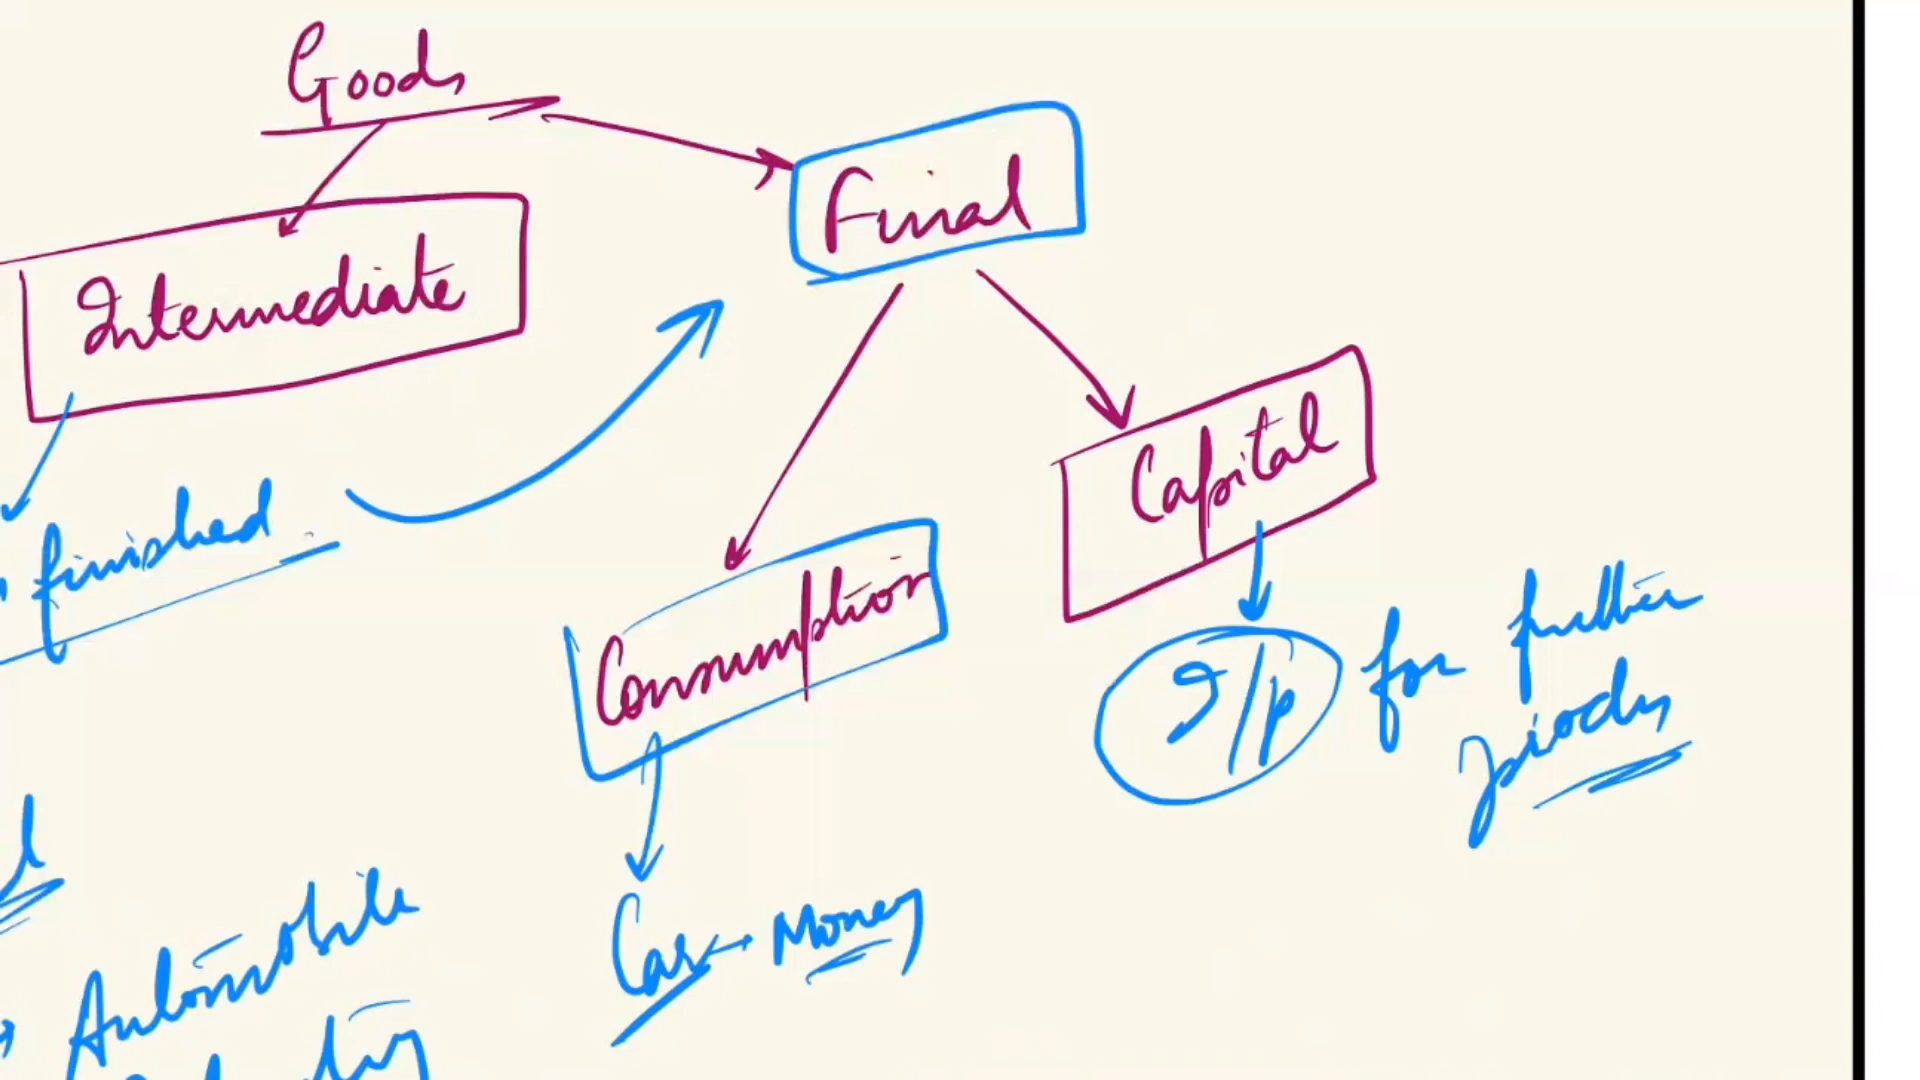 Goods
Final
Intermediate
Capital
finished
Consumption
I/p for further
periods
Car → Money
Automobile